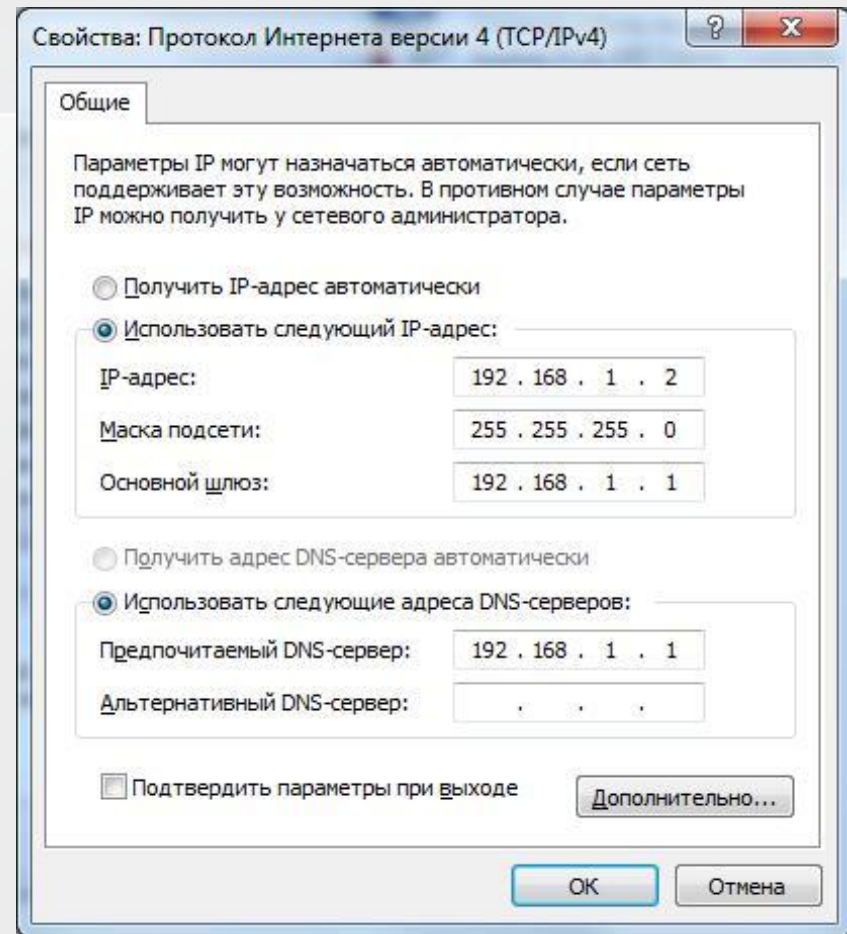 Свойства: Протокол Интернета версии 4 (TCP/IPv4)
Общие
Параметры IP могут назначаться автоматически, если сеть
поддерживает эту возможность. В противном случае параметры
IP можно получить у сетевого администратора.
Получить IP-адрес автоматически
Использовать следующий IP-адрес:
IP-адрес: 192 . 168 . 1 . 2
Маска подсети: 255 . 255 . 255 . 0
Основной шлюз: 192 . 168 . 1 . 1
Получить адрес DNS-сервера автоматически
Использовать следующие адреса DNS-серверов:
Предпочитаемый DNS-сервер: 192 . 168 . 1 . 1
Альтернативный DNS-сервер: . . .
Подтвердить параметры при выходе
Дополнительно...
ОК Отмена